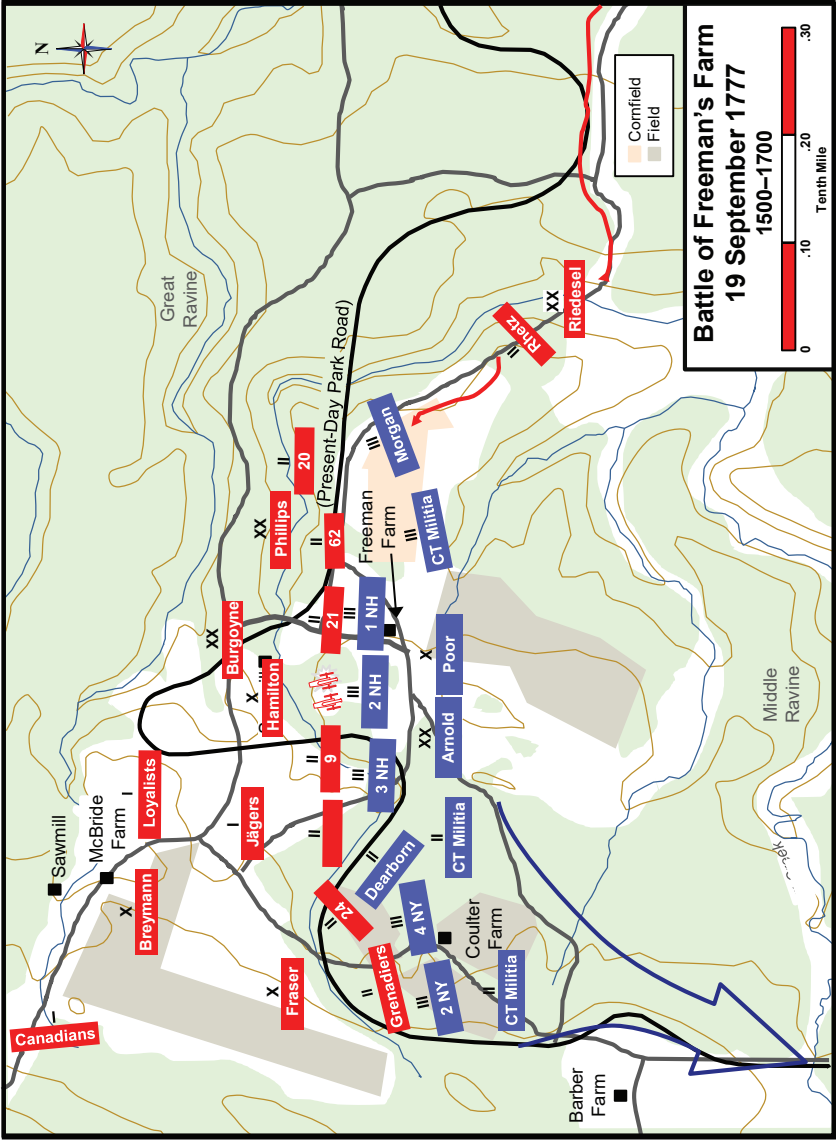 N
Great
Ravine
Cornfield
Field
Battle of Freeman's Farm
19 September 1777
1500–1700
0
.10
.20
.30
Tenth Mile
XX
Riedesel
II
Rhetz
(Present-Day Park Road)
II
20
XX
Phillips
II
62
III
Morgan
Freeman
Farm
III
CT Militia
XX
Burgoyne
X
Hamilton
II
21
III
1 NH
III
2 NH
X
Poor
XX
Arnold
II
9
III
3 NH
Sawmill
McBride
Farm
I
Loyalists
I
Jägers
II
X
Breymann
II
Dearborn
II
CT Militia
II
24
III
4 NY
Coulter
Farm
X
Fraser
II
Grenadiers
III
2 NY
II
CT Militia
I
Canadians
Middle
Ravine
Barber
Farm